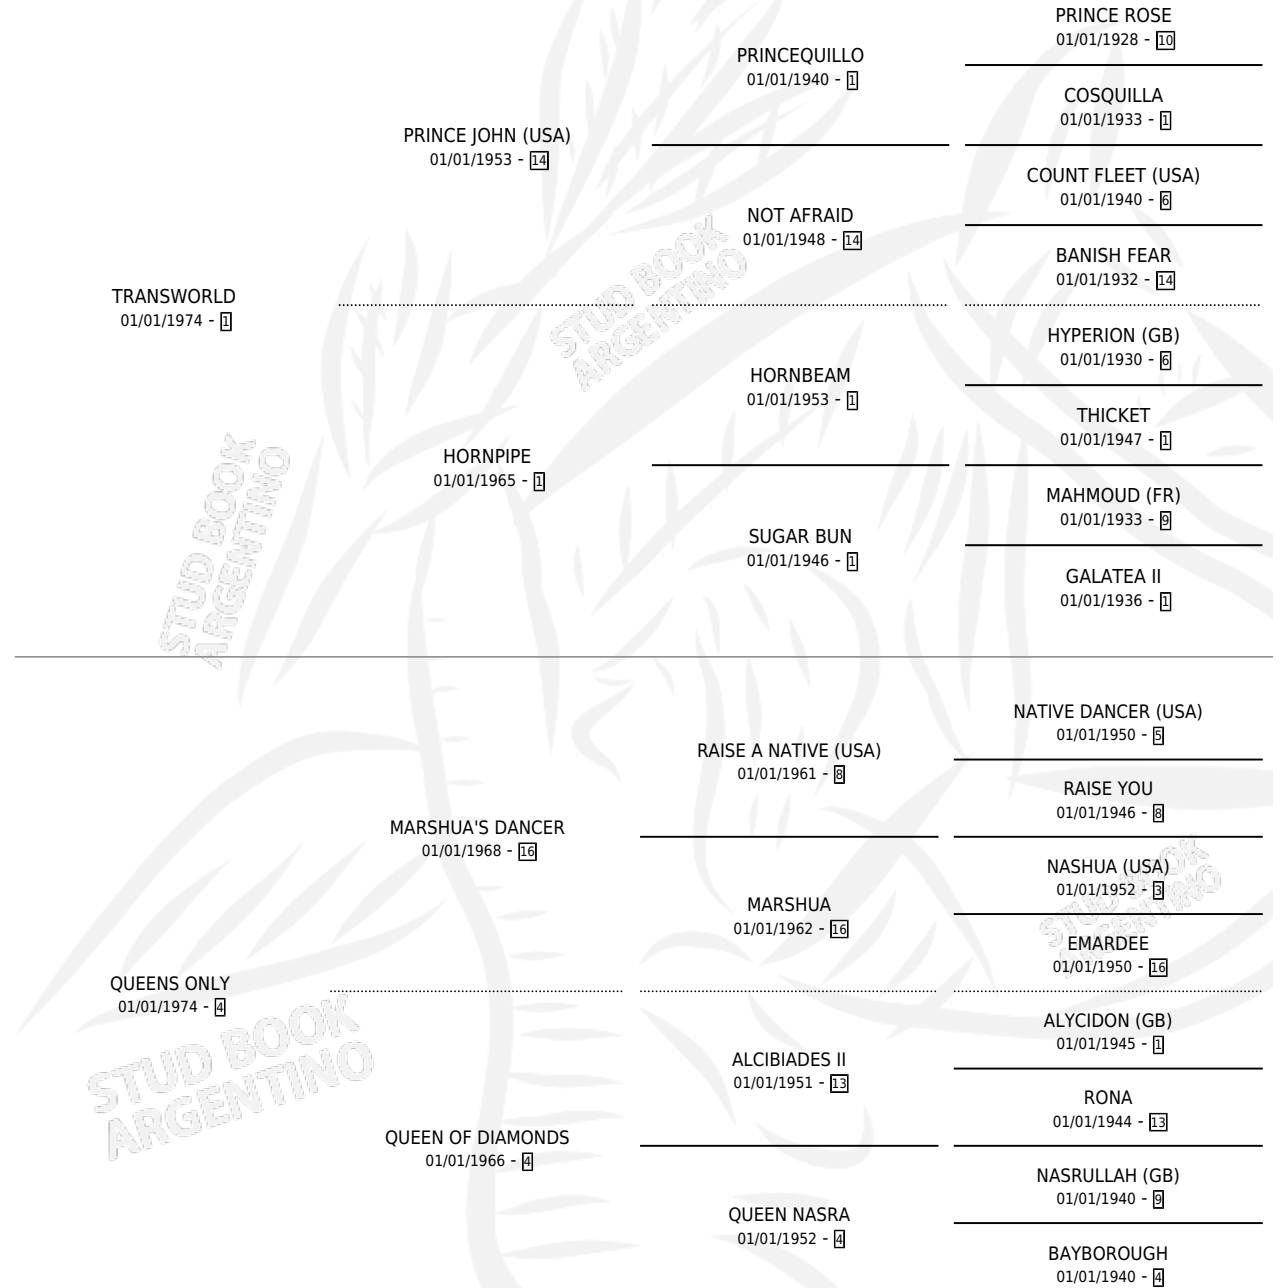 PRINCE ROSE
01/01/1928 - 10
PRINCEQUILLO
01/01/1940 - 1
COSQUILLA
01/01/1933 - 1
PRINCE JOHN (USA)
01/01/1953 - 14
COUNT FLEET (USA)
01/01/1940 - 6
NOT AFRAID
01/01/1948 - 14
BANISH FEAR
01/01/1932 - 14
TRANSWORLD
01/01/1974 - 1
STUD BOOK
ARGENTINO
HYPERION (GB)
01/01/1930 - 6
HORNBEAM
01/01/1953 - 1
THICKET
01/01/1947 - 1
HORNPIPE
01/01/1965 - 1
MAHMOUD (FR)
01/01/1933 - 9
SUGAR BUN
01/01/1946 - 1
GALATEA II
01/01/1936 - 1
STUD BOOK
ARGENTINO
NATIVE DANCER (USA)
01/01/1950 - 5
RAISE A NATIVE (USA)
01/01/1961 - 8
RAISE YOU
01/01/1946 - 8
MARSHUA'S DANCER
01/01/1968 - 16
NASHUA (USA)
01/01/1952 - 3
MARSHUA
01/01/1962 - 16
STUD BOOK
ARGENTINO
EMARDEE
01/01/1950 - 16
QUEENS ONLY
01/01/1974 - 4
ALYCIDON (GB)
01/01/1945 - 1
ALCIBIADES II
01/01/1951 - 13
STUD BOOK
ARGENTINO
RONA
01/01/1944 - 13
QUEEN OF DIAMONDS
01/01/1966 - 4
NASRULLAH (GB)
01/01/1940 - 9
QUEEN NASRA
01/01/1952 - 4
BAYBOROUGH
01/01/1940 - 4